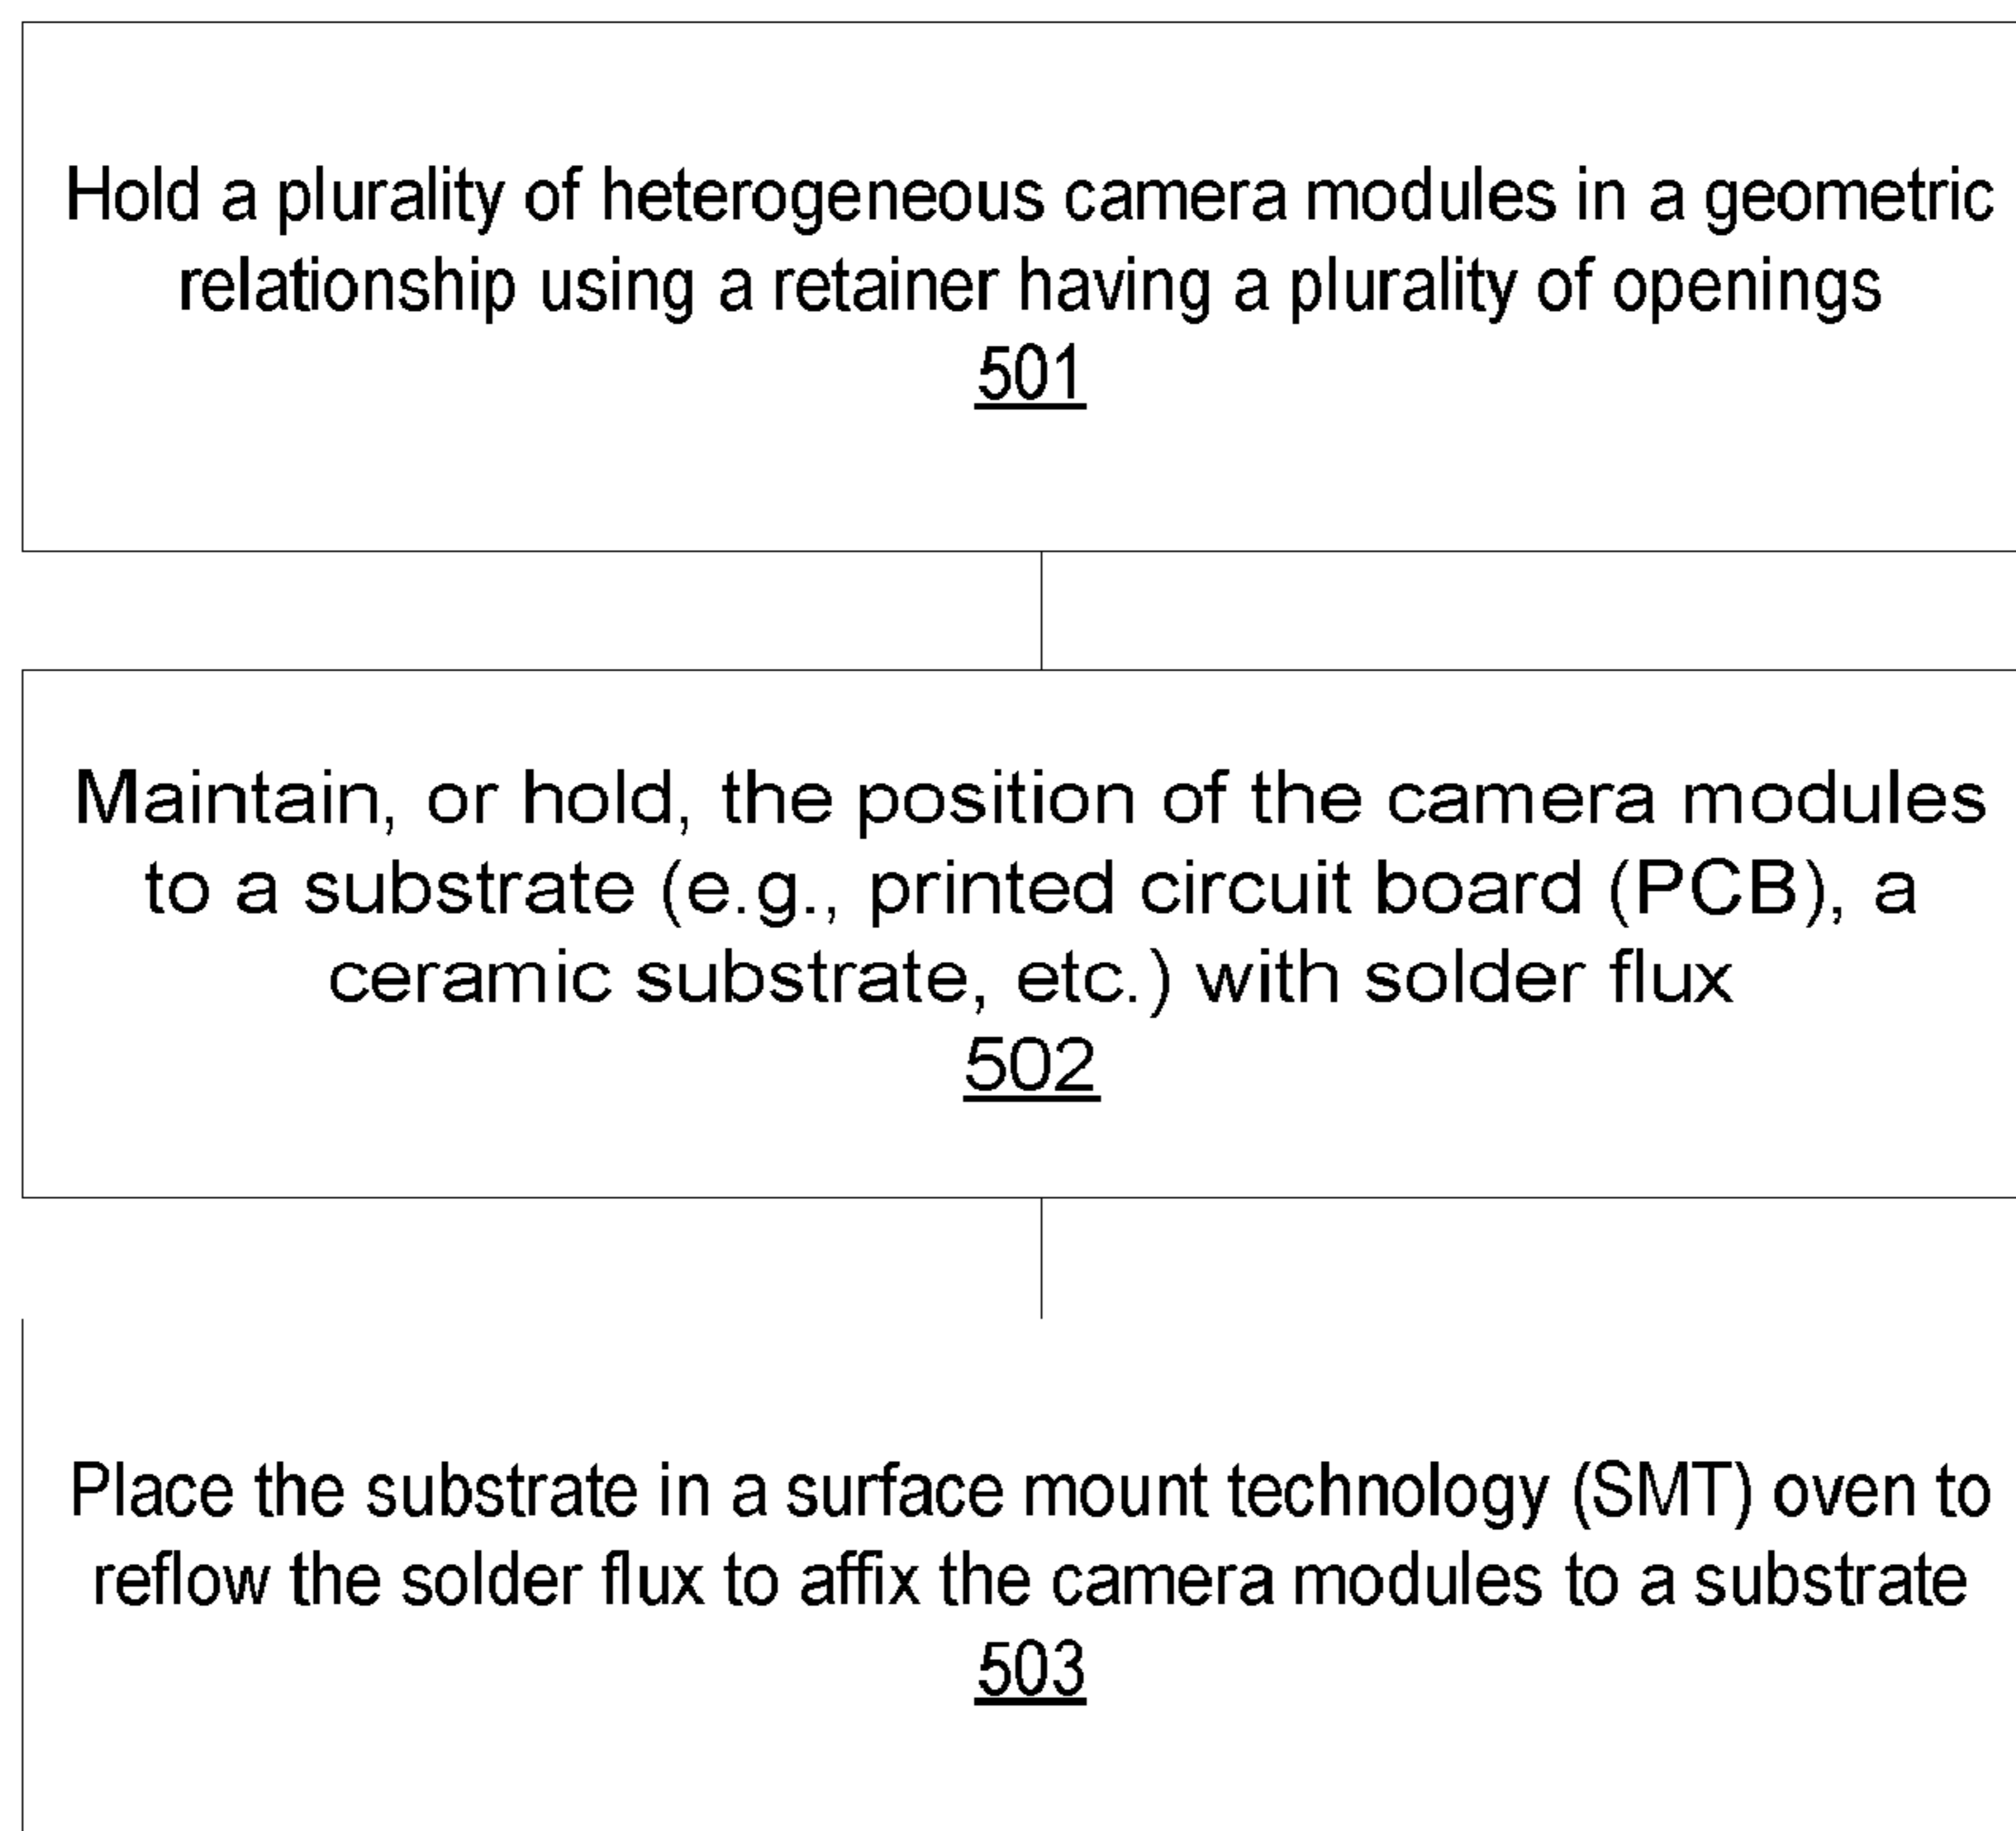 Hold a plurality of heterogeneous camera modules in a geometric
relationship using a retainer having a plurality of openings
501
Maintain, or hold, the position of the camera modules
to a substrate (e.g., printed circuit board (PCB), a
ceramic substrate, etc.) with solder flux
502
Place the substrate in a surface mount technology (SMT) oven to
reflow the solder flux to affix the camera modules to a substrate
503